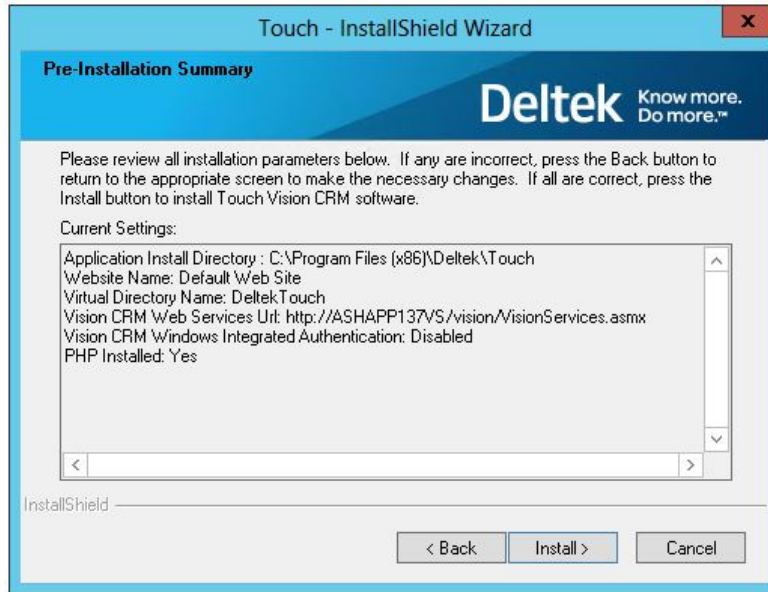 Touch - InstallShield Wizard
x
Pre-Installation Summary
Deltek Know more.
Do more.™
Please review all installation parameters below. If any are incorrect, press the Back button to
return to the appropriate screen to make the necessary changes. If all are correct, press the
Install button to install Touch Vision CRM software.
Current Settings:
Application Install Directory : C:\Program Files (x86)\Deltek\Touch
Website Name: Default Web Site
Virtual Directory Name: DeltekTouch
Vision CRM Web Services Url: http://ASHAPP137VS/vision/VisionServices.asmx
Vision CRM Windows Integrated Authentication: Disabled
PHP Installed: Yes
InstallShield
< Back Install > Cancel